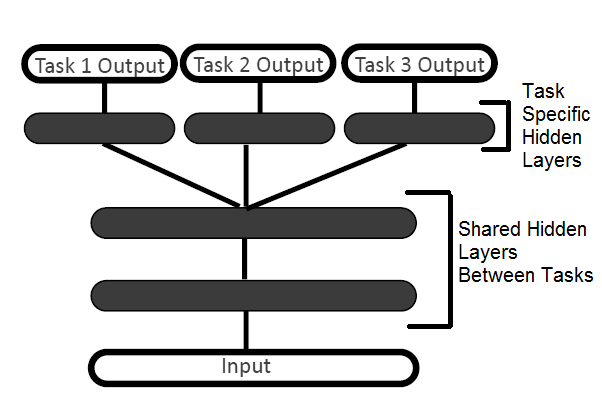 Task 1 Output
Task 2 Output
Task 3 Output
Task
Specific
Hidden
Layers
Shared Hidden
Layers
Between Tasks
Input